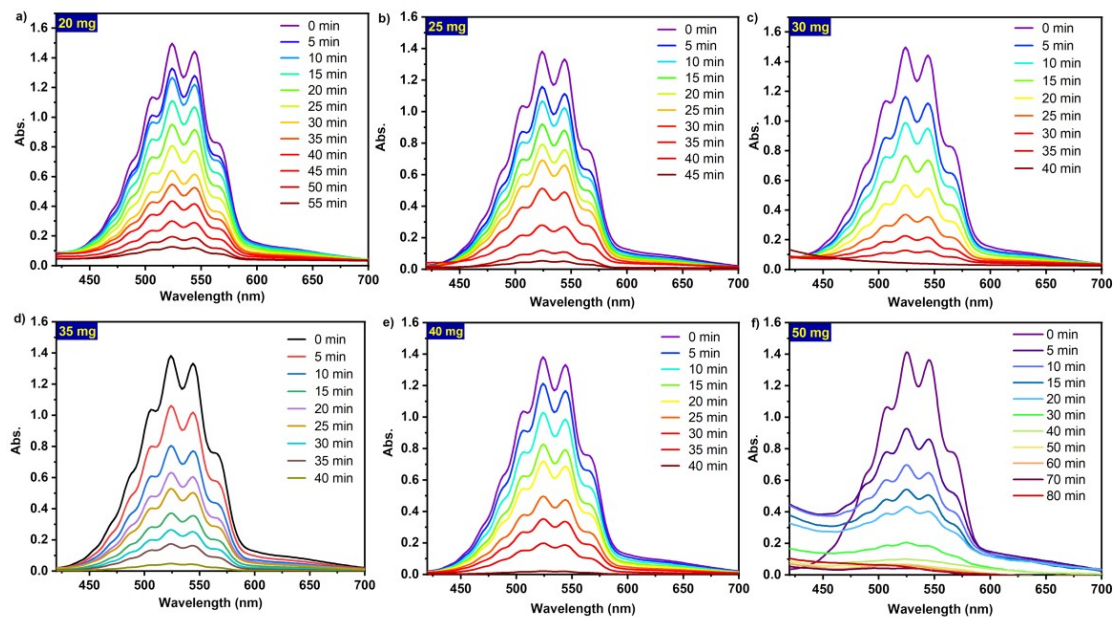 a)
20 mg
1.6
1.4
1.2
1.0
0.8
0.6
0.4
0.2
0.0
Abs.
450 500 550 600 650 700
Wavelength (nm)
0 min
5 min
10 min
15 min
20 min
25 min
30 min
35 min
40 min
45 min
50 min
55 min
b)
25 mg
1.6
1.4
1.2
1.0
0.8
0.6
0.4
0.2
0.0
Abs.
450 500 550 600 650 700
Wavelength (nm)
0 min
5 min
10 min
15 min
20 min
25 min
30 min
35 min
40 min
45 min
c)
30 mg
1.6
1.4
1.2
1.0
0.8
0.6
0.4
0.2
0.0
Abs.
450 500 550 600 650 700
Wavelength (nm)
0 min
5 min
10 min
15 min
20 min
25 min
30 min
35 min
40 min
d)
35 mg
1.6
1.4
1.2
1.0
0.8
0.6
0.4
0.2
0.0
Abs.
450 500 550 600 650 700
Wavelength (nm)
0 min
5 min
10 min
15 min
20 min
25 min
30 min
35 min
40 min
e)
40 mg
1.6
1.4
1.2
1.0
0.8
0.6
0.4
0.2
0.0
Abs.
450 500 550 600 650 700
Wavelength (nm)
0 min
5 min
10 min
15 min
20 min
25 min
30 min
35 min
40 min
f)
50 mg
1.6
1.4
1.2
1.0
0.8
0.6
0.4
0.2
0.0
Abs.
450 500 550 600 650 700
Wavelength (nm)
0 min
5 min
10 min
15 min
20 min
30 min
40 min
50 min
60 min
70 min
80 min